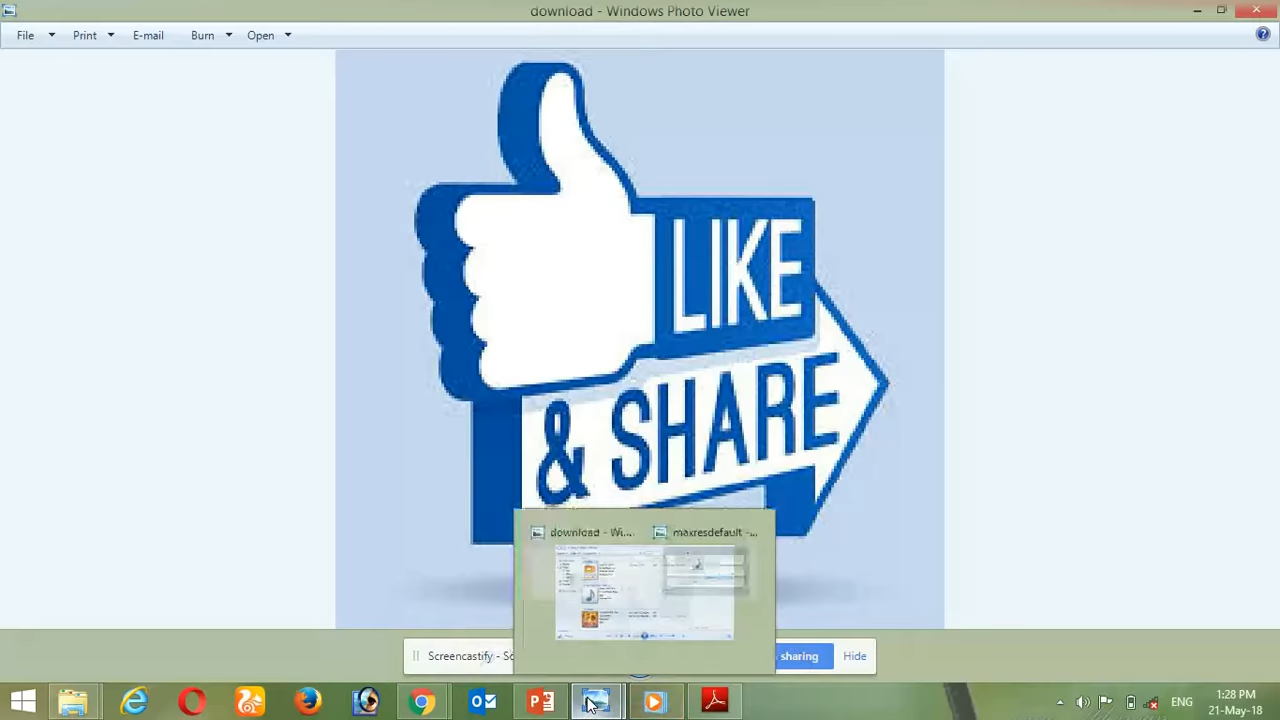 download - Windows Photo Viewer
File Print E-mail Burn Open
LIKE
& SHARE
download - Wi... maxresdefault -...
Screencastify - Sc
sharing Hide
ENG
1:28 PM
21-May-18